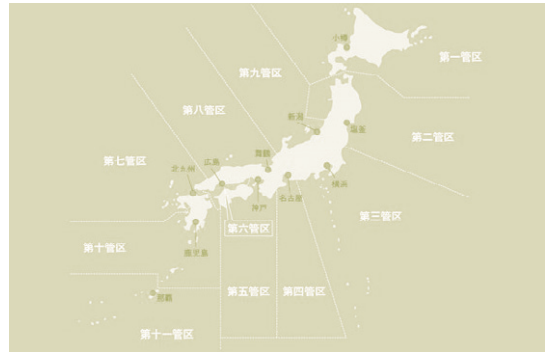 小樽
第一管区
第九管区
第八管区
新潟
塩釜
第二管区
第七管区
舞鶴
広島
北九州
横浜
名古屋
神戸
第三管区
第六管区
第十管区
鹿児島
第五管区
第四管区
那覇
第十一管区